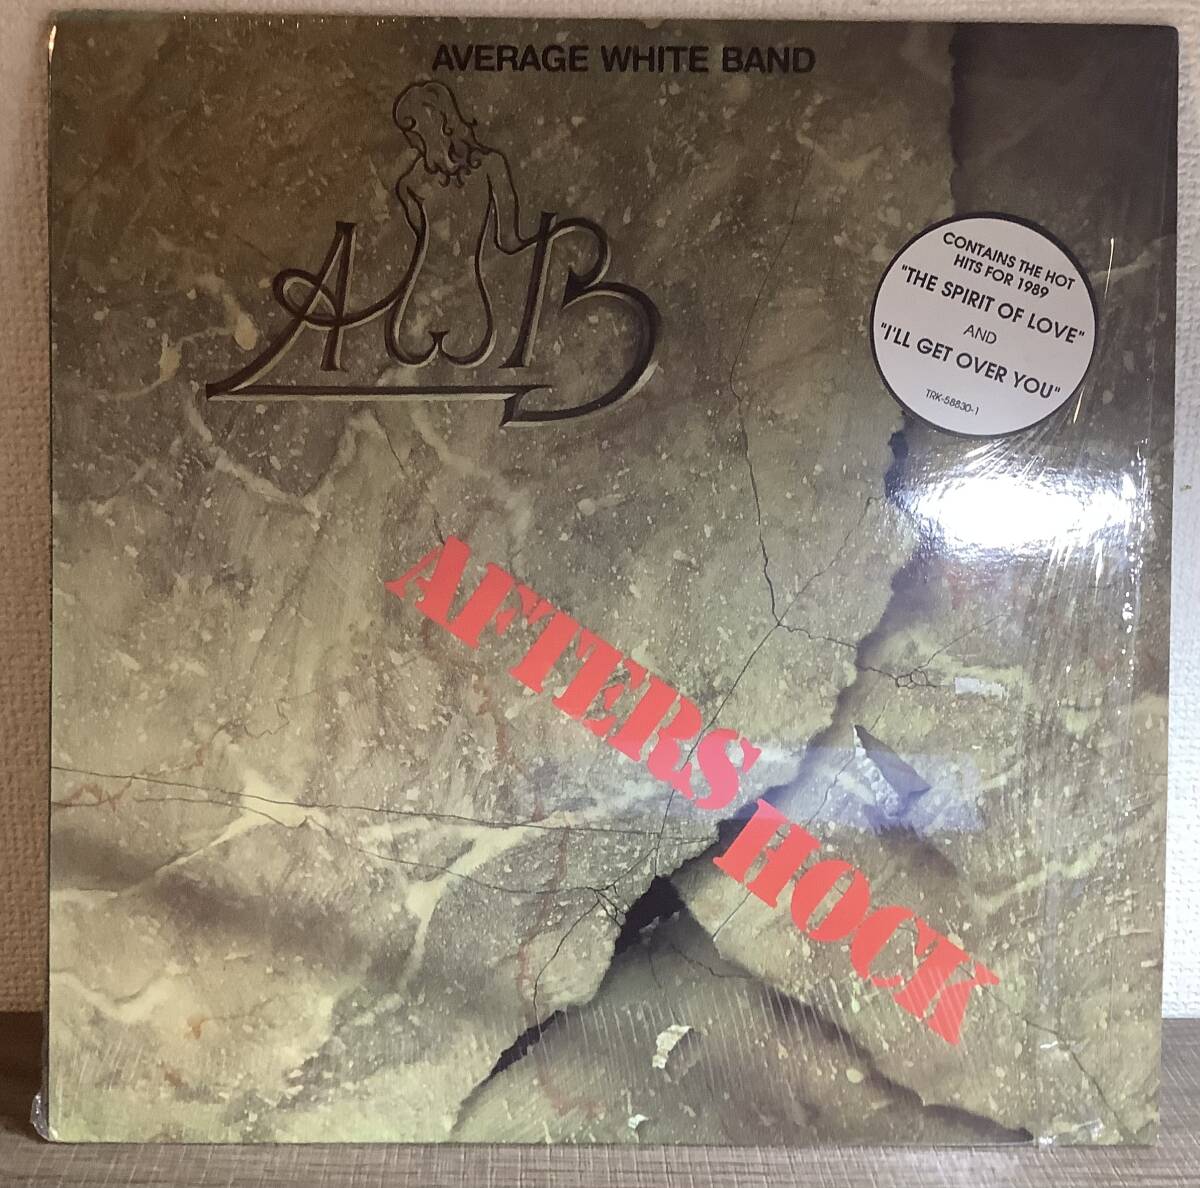 AVERAGE WHITE BAND
AWB
CONTAINS THE HOT
HITS FOR 1989
"THE SPIRIT OF LOVE"
AND
"I'LL GET OVER YOU"
TRK-58830-1
AFTERSHOCK